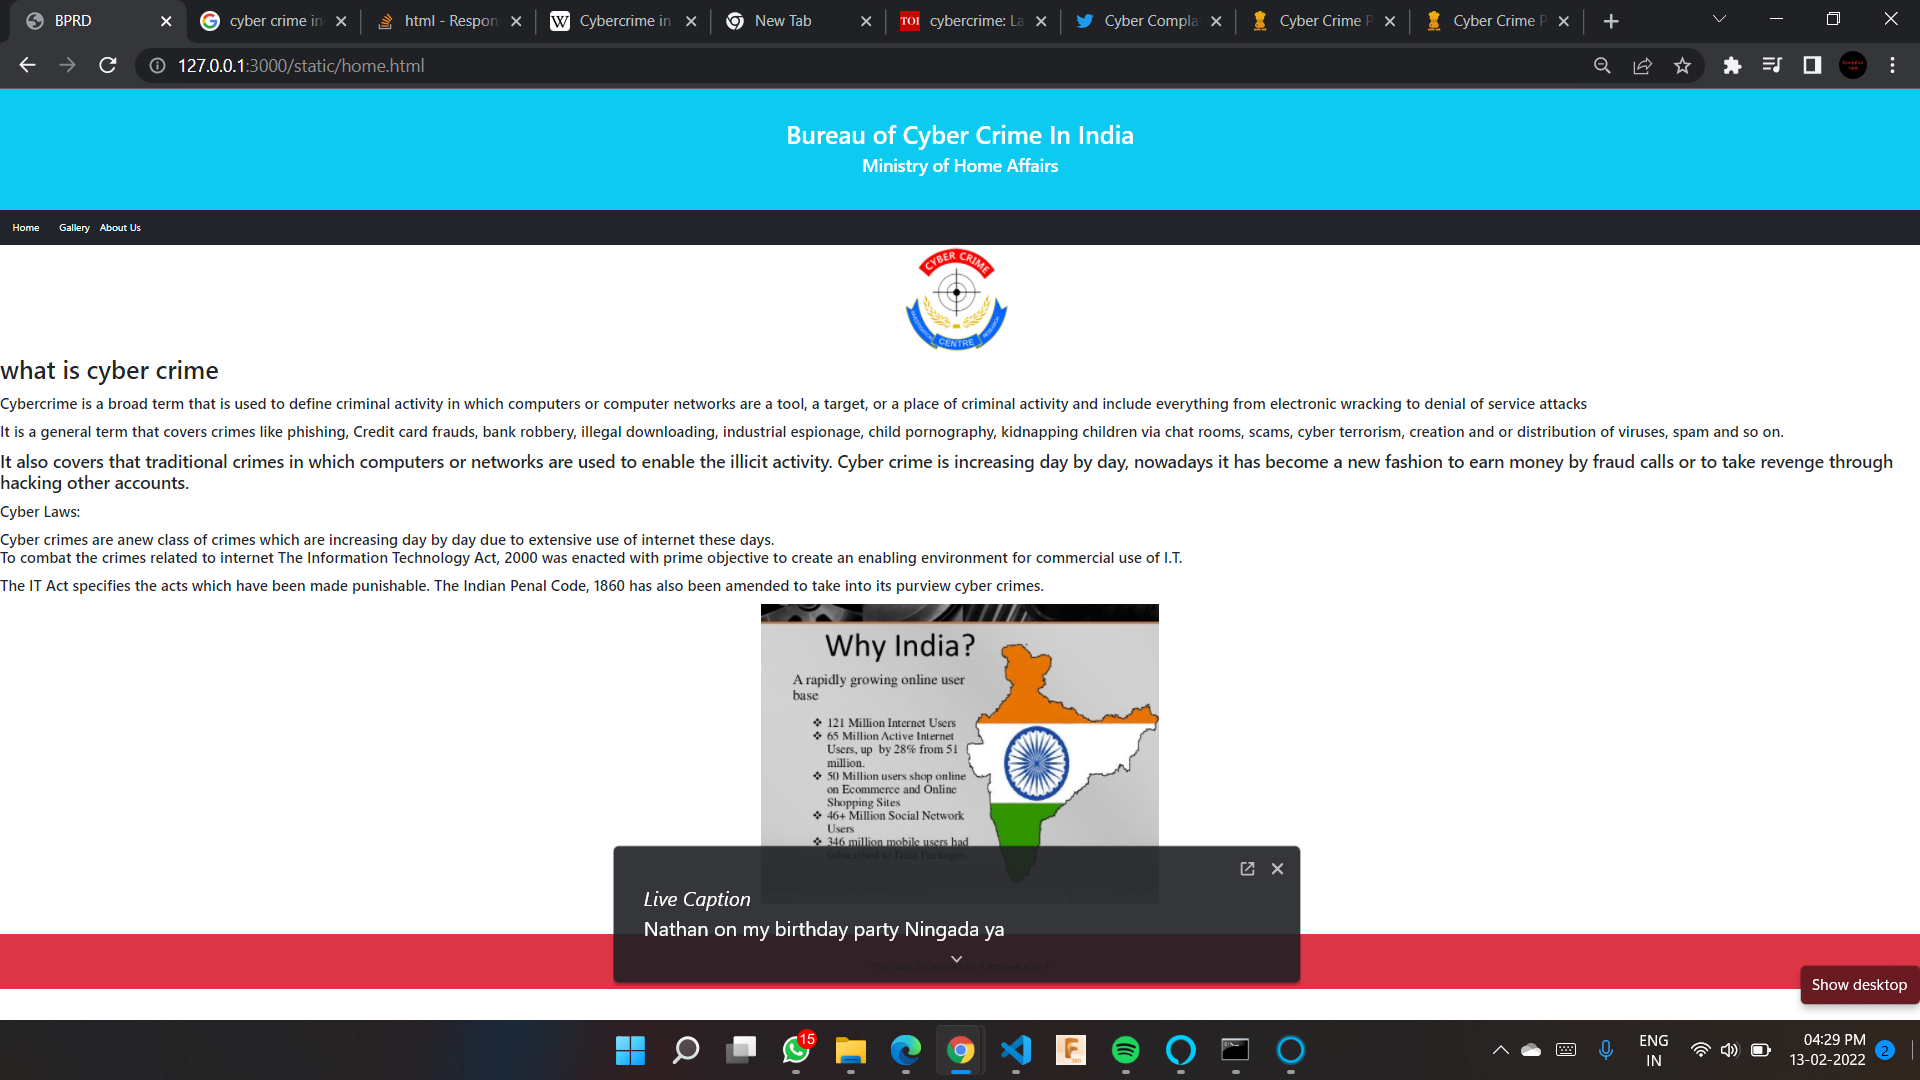 BPRD
cyber crime in
html - Respon
Cybercrime in
New Tab
TOI cybercrime: La
Cyber Compla
Cyber Crime P
Cyber Crime P
127.0.0.1:3000/static/home.html
Bureau of Cyber Crime In India
Ministry of Home Affairs
Home Gallery About Us
CYBER CRIME
INVESTIGATION CENTRE RESEARCH
what is cyber crime
Cybercrime is a broad term that is used to define criminal activity in which computers or computer networks are a tool, a target, or a place of criminal activity and include everything from electronic wracking to denial of service attacks
It is a general term that covers crimes like phishing, Credit card frauds, bank robbery, illegal downloading, industrial espionage, child pornography, kidnapping children via chat rooms, scams, cyber terrorism, creation and or distribution of viruses, spam and so on.
It also covers that traditional crimes in which computers or networks are used to enable the illicit activity. Cyber crime is increasing day by day, nowadays it has become a new fashion to earn money by fraud calls or to take revenge through
hacking other accounts.
Cyber Laws:
Cyber crimes are anew class of crimes which are increasing day by day due to extensive use of internet these days.
To combat the crimes related to internet The Information Technology Act, 2000 was enacted with prime objective to create an enabling environment for commercial use of I.T.
The IT Act specifies the acts which have been made punishable. The Indian Penal Code, 1860 has also been amended to take into its purview cyber crimes.
Why India?
A rapidly growing online user
base
❖ 121 Million Internet Users
❖ 65 Million Active Internet
Users, up by 28% from 51
million.
❖ 50 Million users shop online
on Ecommerce and Online
Shopping Sites
❖ 46+ Million Social Network
Users
❖ 346 million mobile users had
subscribed to Data Packages.
Live Caption
Nathan on my birthday party Ningada ya
Show desktop
15
ENG
IN
04:29 PM
13-02-2022
2